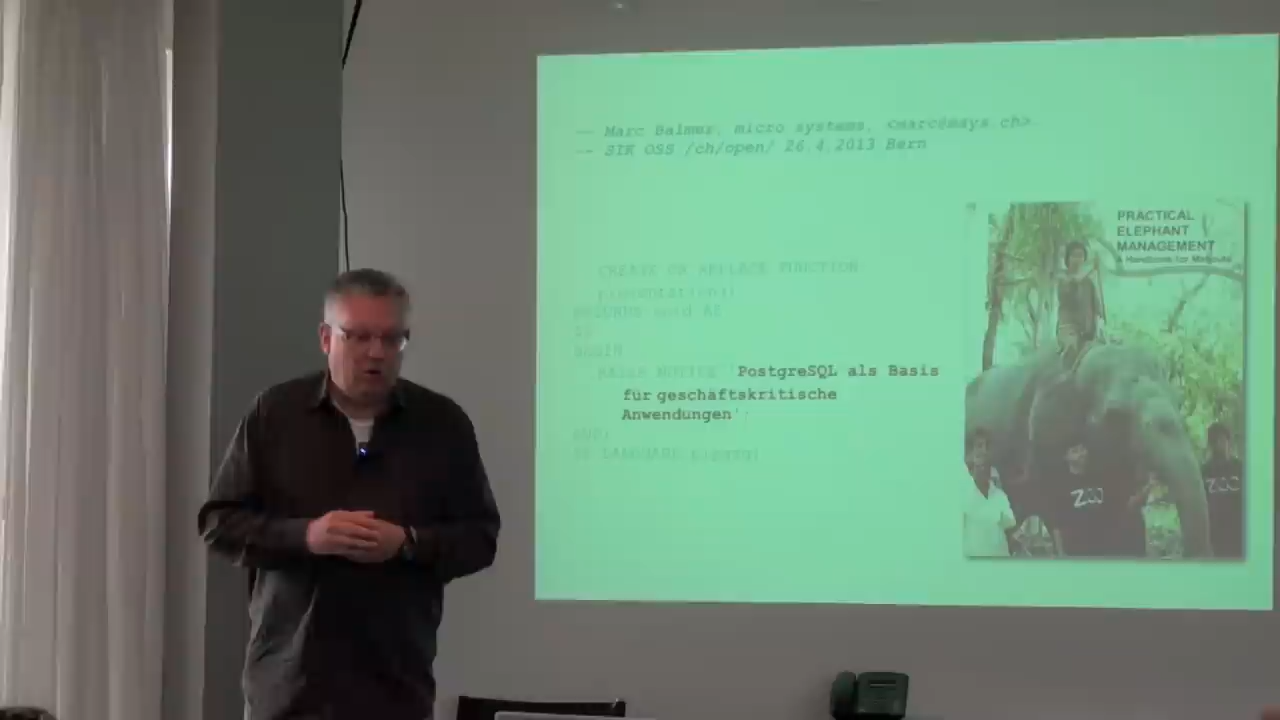 -- Marc Balmer, micro systems, <marc@msys.ch>
-- SIK OSS /ch/open/ 26.4.2013 Bern
CREATE OR REPLACE FUNCTION
presentation()
RETURNS void AS
$$
BEGIN
RAISE NOTICE 'PostgreSQL als Basis
für geschäftskritische
Anwendungen';
END;
$$ LANGUAGE plpgsql
PRACTICAL
ELEPHANT
MANAGEMENT
A Handbook for Mahouts
ZOO
ZOO